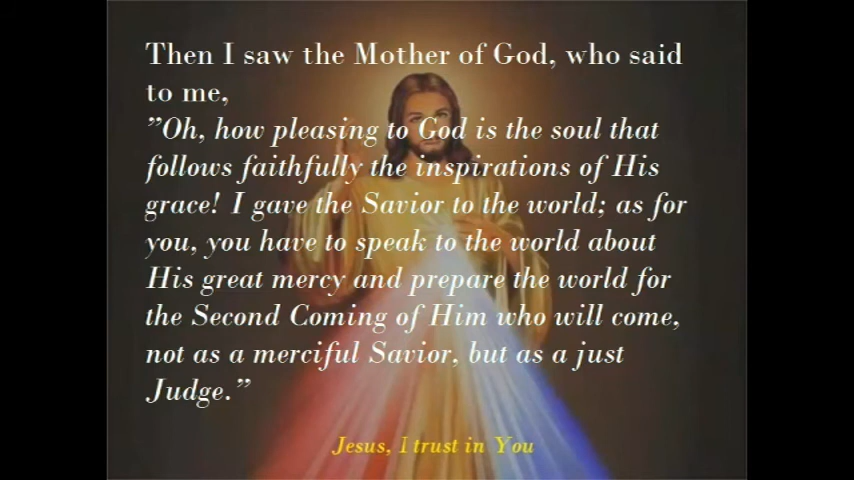 Then I saw the Mother of God, who said
to me,
”Oh, how pleasing to God is the soul that
follows faithfully the inspirations of His
grace! I gave the Savior to the world; as for
you, you have to speak to the world about
His great mercy and prepare the world for
the Second Coming of Him who will come,
not as a merciful Savior, but as a just
Judge.”
Jesus, I trust in You